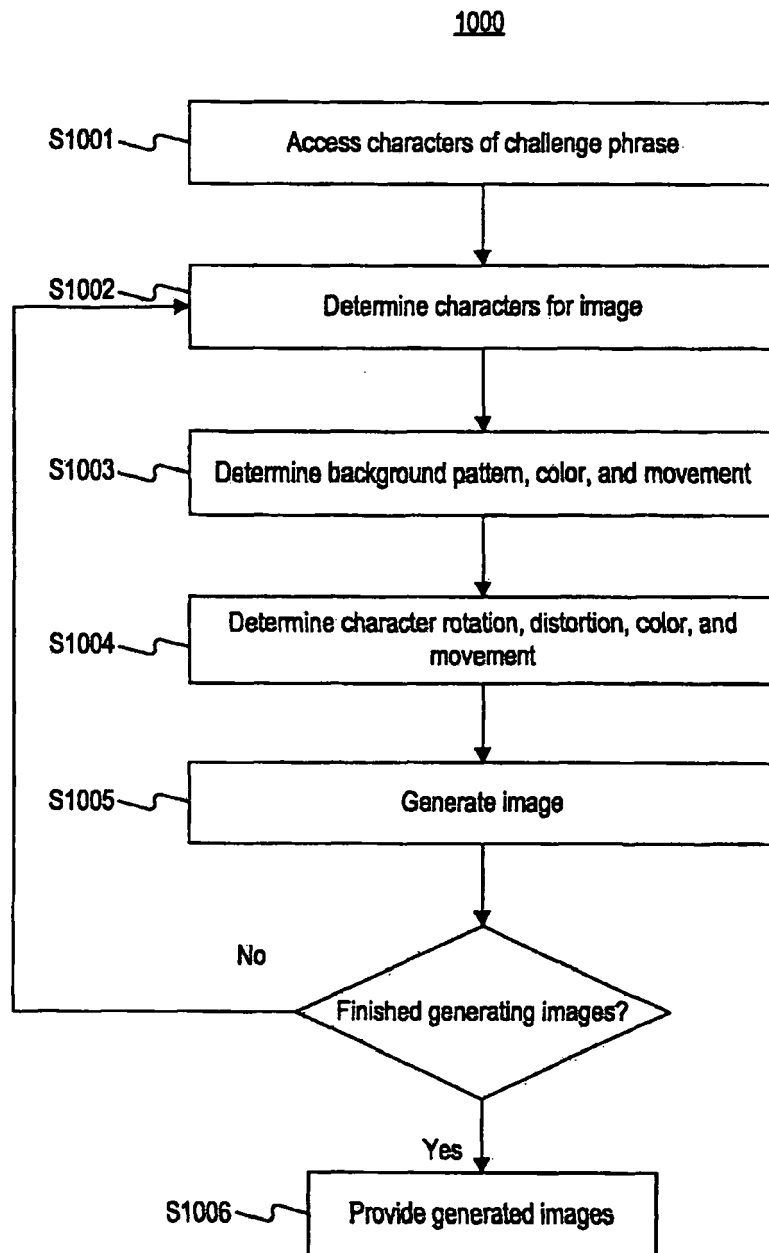 1000
S1001
Access characters of challenge phrase
S1002
Determine characters for image
S1003
Determine background pattern, color, and movement
S1004
Determine character rotation, distortion, color, and
movement
S1005
Generate image
No
Finished generating images?
Yes
S1006
Provide generated images